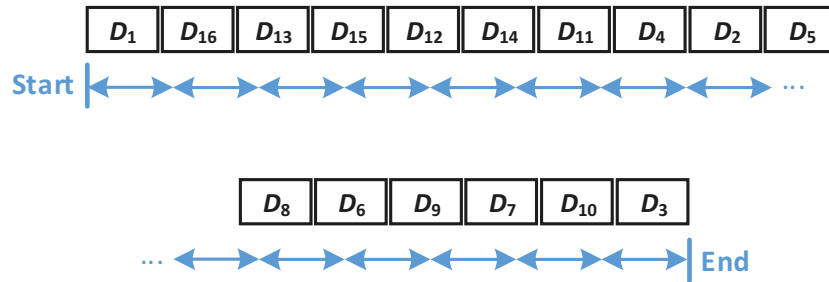 D₁ D₁₆ D₁₃ D₁₅ D₁₂ D₁₄ D₁₁ D₄ D₂ D₅
Start ...
D₈ D₆ D₉ D₇ D₁₀ D₃
... End